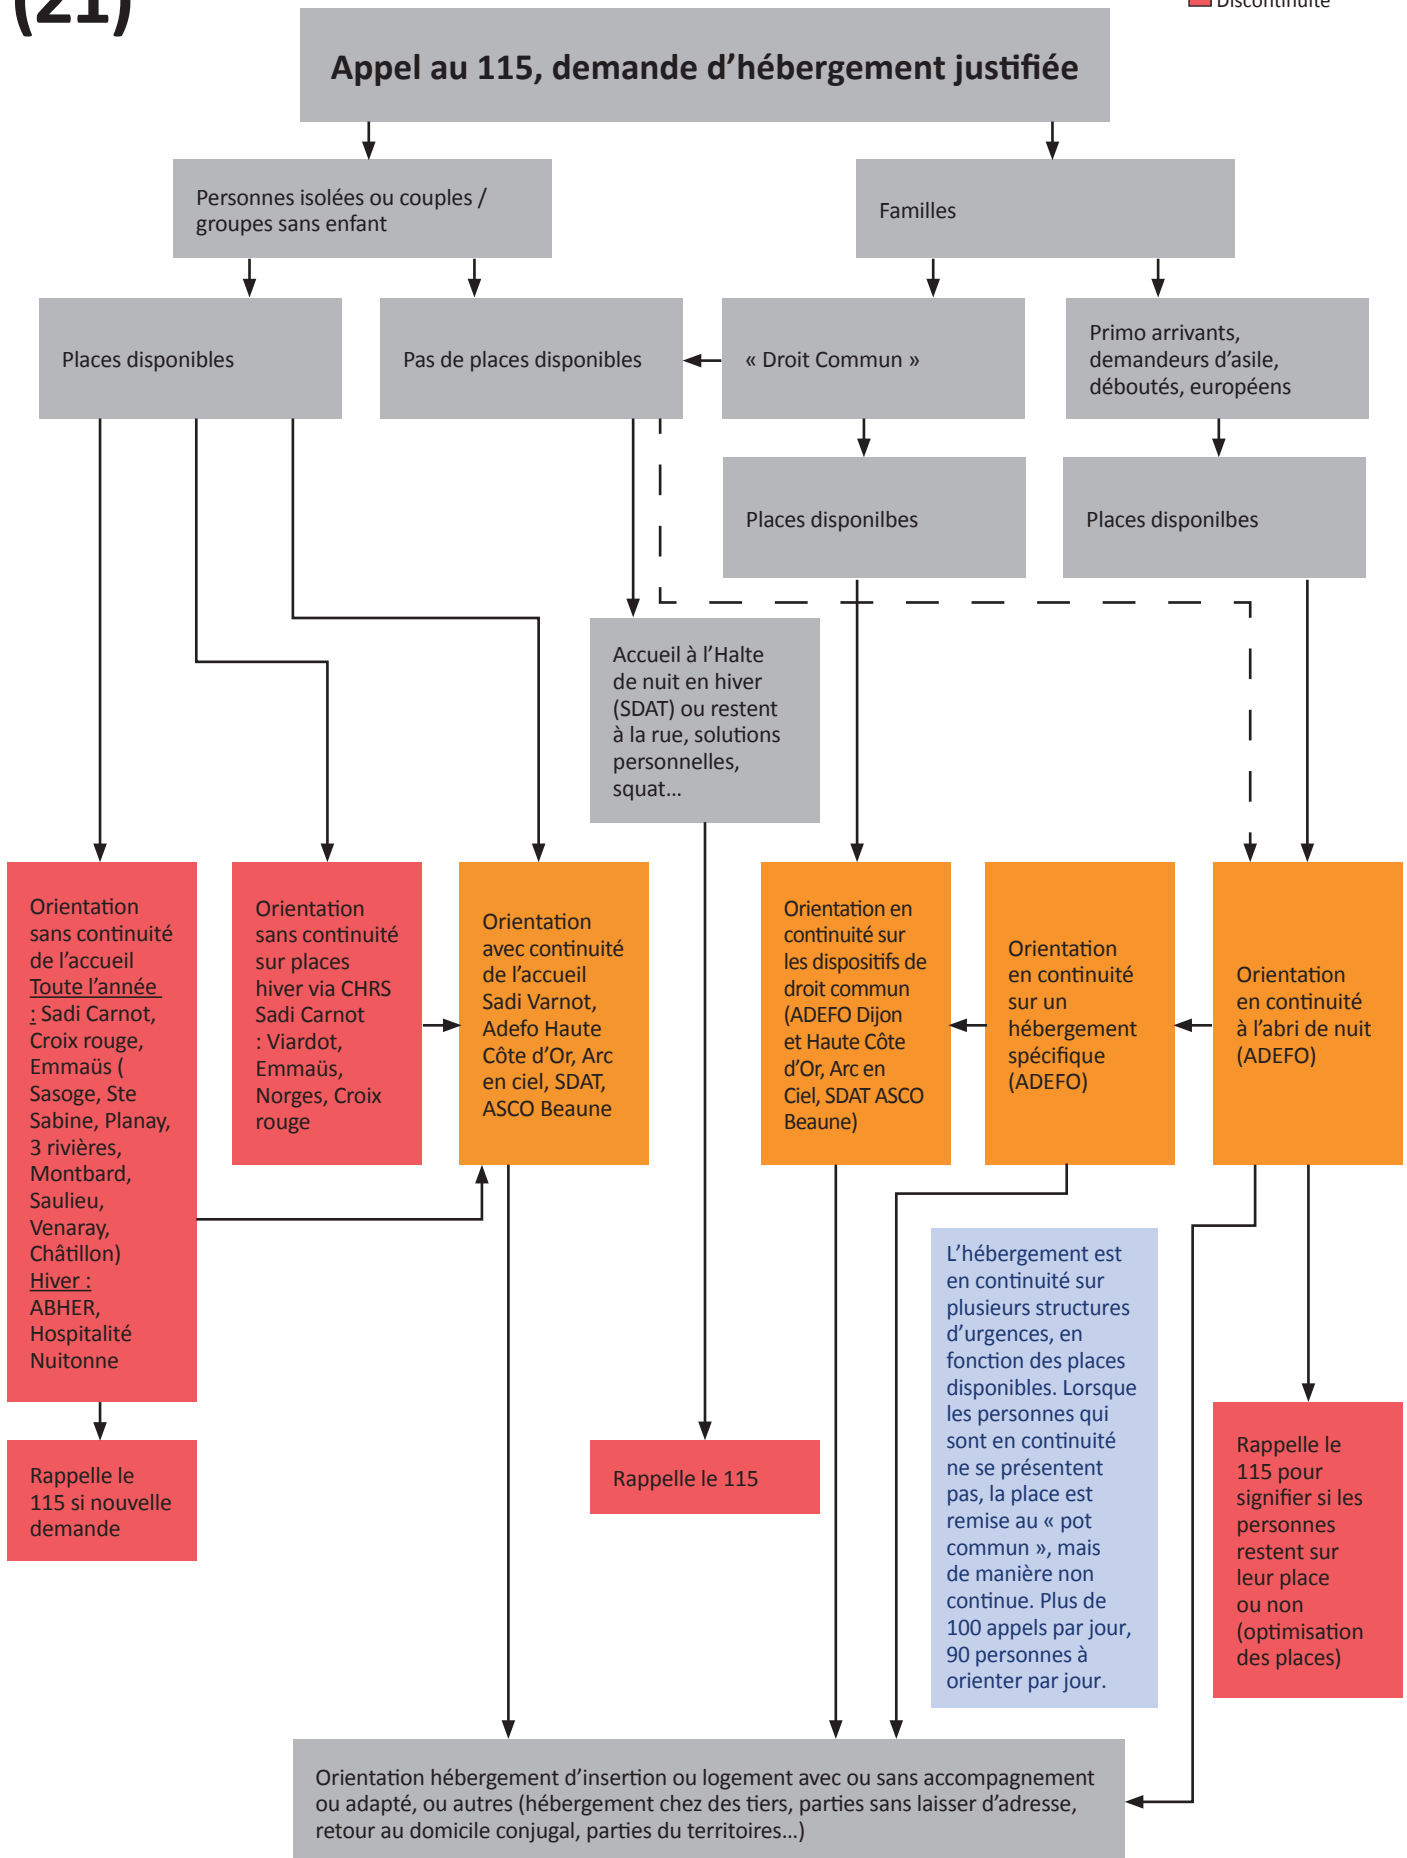 (21)
Discontinuité
Appel au 115, demande d’hébergement justifiée
Personnes isolées ou couples /
groupes sans enfant
Familles
Places disponibles
Pas de places disponibles
« Droit Commun »
Primo arrivants,
demandeurs d’asile,
déboutés, européens
Places disponilbes
Places disponilbes
Accueil à l’Halte
de nuit en hiver
(SDAT) ou restent
à la rue, solutions
personnelles,
squat...
Orientation
sans continuité
de l’accueil
Toute l’année
: Sadi Carnot,
Croix rouge,
Emmaüs (
Sasoge, Ste
Sabine, Planay,
3 rivières,
Montbard,
Saulieu,
Venaray,
Châtillon)
Hiver :
ABHER,
Hospitalité
Nuitonne
Orientation
sans continuité
sur places
hiver via CHRS
Sadi Carnot
: Viardot,
Emmaüs,
Norges, Croix
rouge
Orientation
avec continuité
de l’accueil
Sadi Varnot,
Adefo Haute
Côte d’Or, Arc
en ciel, SDAT,
ASCO Beaune
Orientation en
continuité sur
les dispositifs de
droit commun
(ADEFO Dijon
et Haute Côte
d’Or, Arc en
Ciel, SDAT ASCO
Beaune)
Orientation
en continuité
sur un
hébergement
spécifique
(ADEFO)
Orientation
en continuité
à l’abri de nuit
(ADEFO)
L’hébergement est
en continuité sur
plusieurs structures
d’urgences, en
fonction des places
disponibles. Lorsque
les personnes qui
sont en continuité
ne se présentent
pas, la place est
remise au « pot
commun », mais
de manière non
continue. Plus de
100 appels par jour,
90 personnes à
orienter par jour.
Rappelle le
115 si nouvelle
demande
Rappelle le 115
Rappelle le
115 pour
signifier si les
personnes
restent sur
leur place
ou non
(optimisation
des places)
Orientation hébergement d’insertion ou logement avec ou sans accompagnement
ou adapté, ou autres (hébergement chez des tiers, parties sans laisser d’adresse,
retour au domicile conjugal, parties du territoires...)